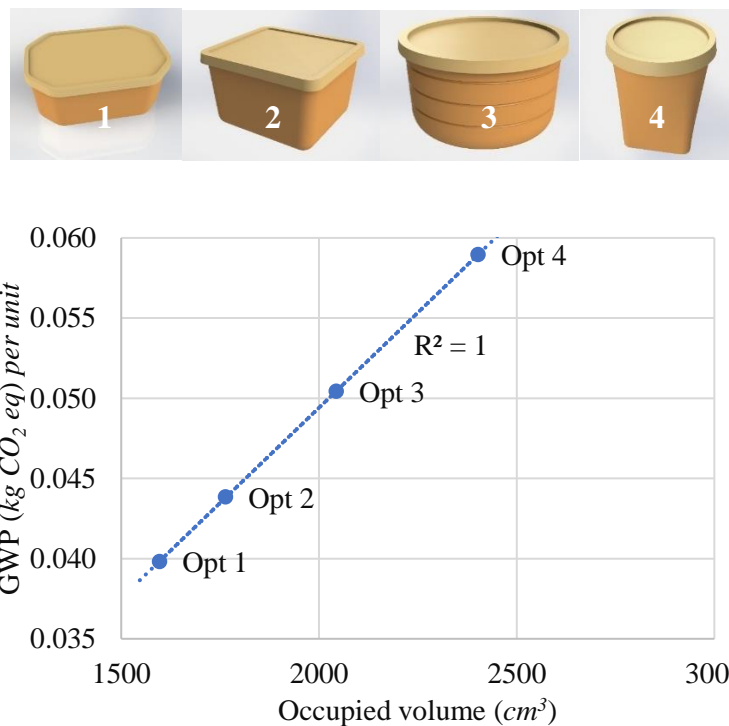 1 2 3 4
0.060
0.055
0.050
0.045
0.040
0.035
GWP (kg CO₂ eq) per unit
Opt 4
R² = 1
Opt 3
Opt 2
Opt 1
1500 2000 2500 300
Occupied volume (cm³)